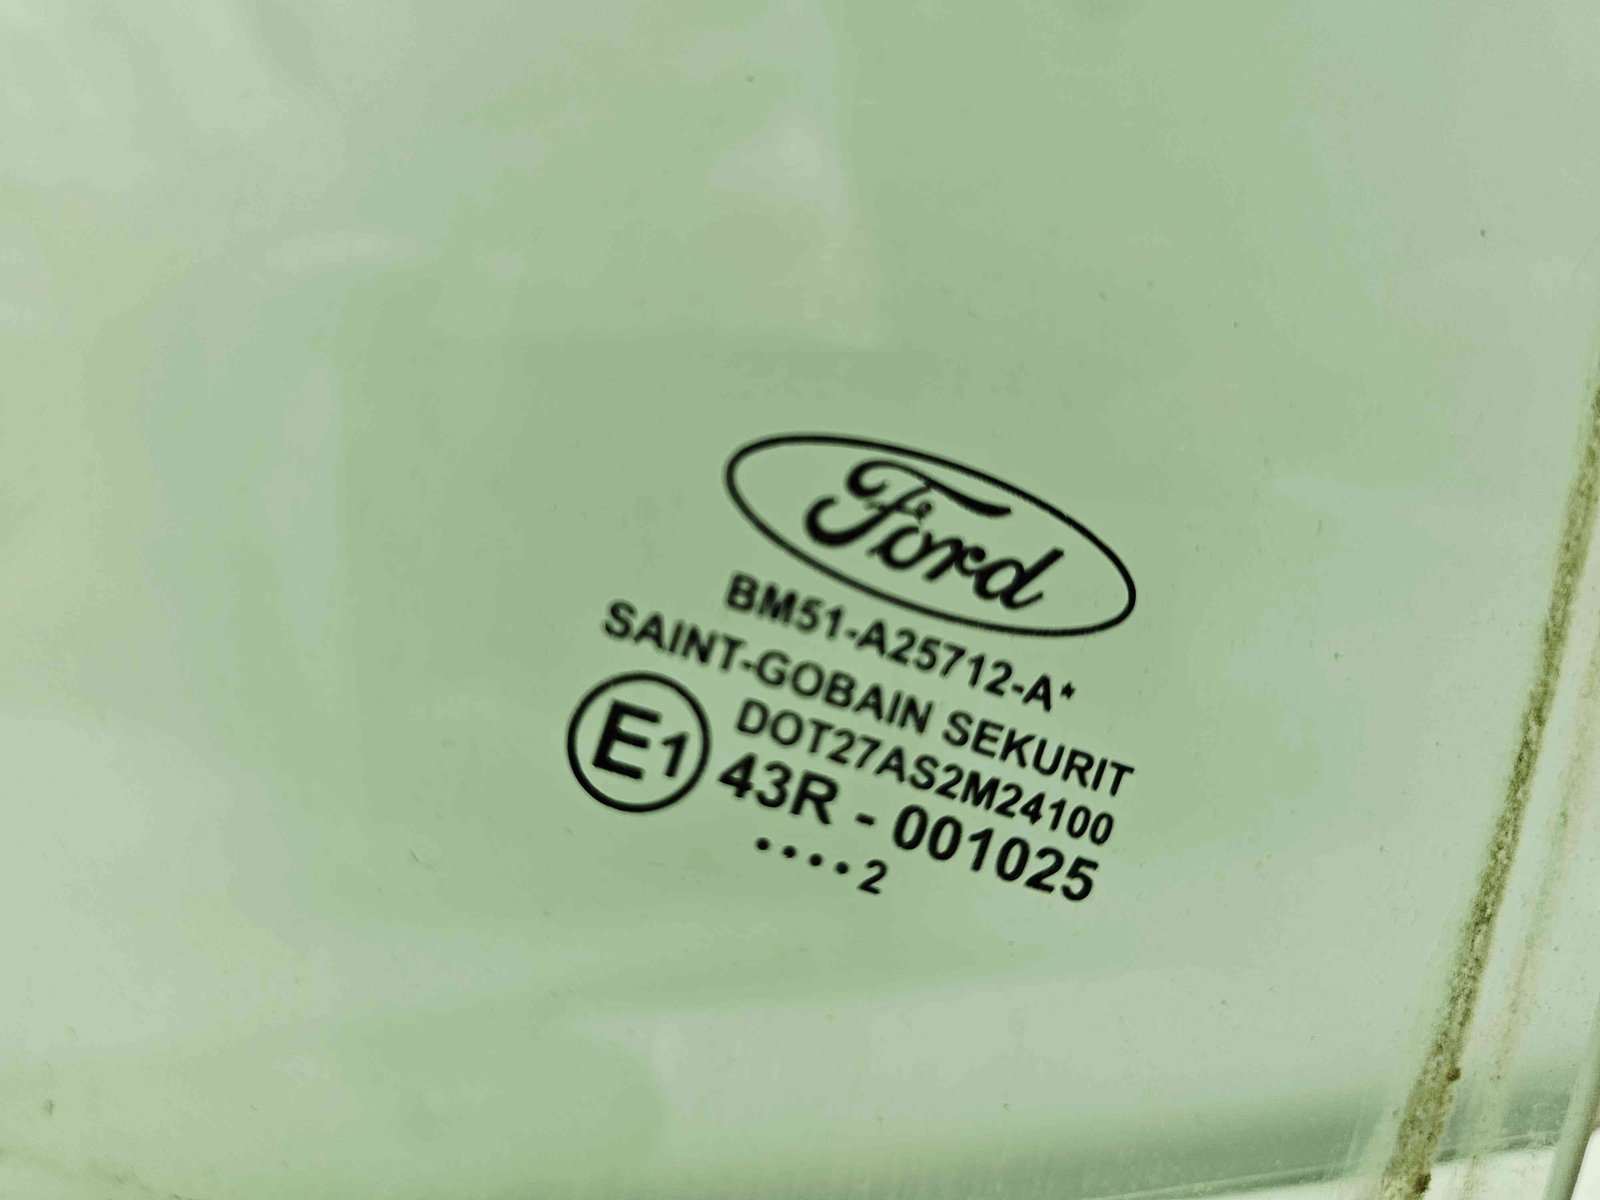 Ford
BM51-A25712-A*
SAINT-GOBAIN SEKURIT
DOT27AS2M24100
E1 43R - 001025
••••2